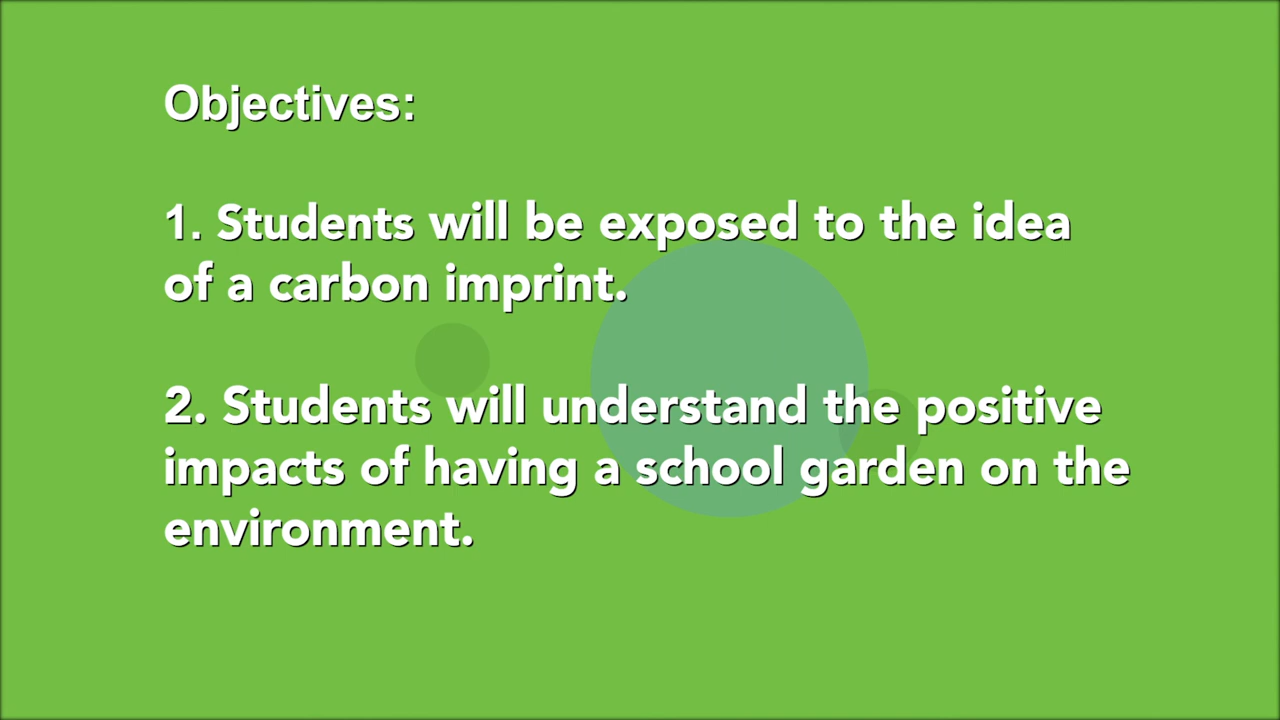 Objectives:
1. Students will be exposed to the idea
of a carbon imprint.
2. Students will understand the positive
impacts of having a school garden on the
environment.